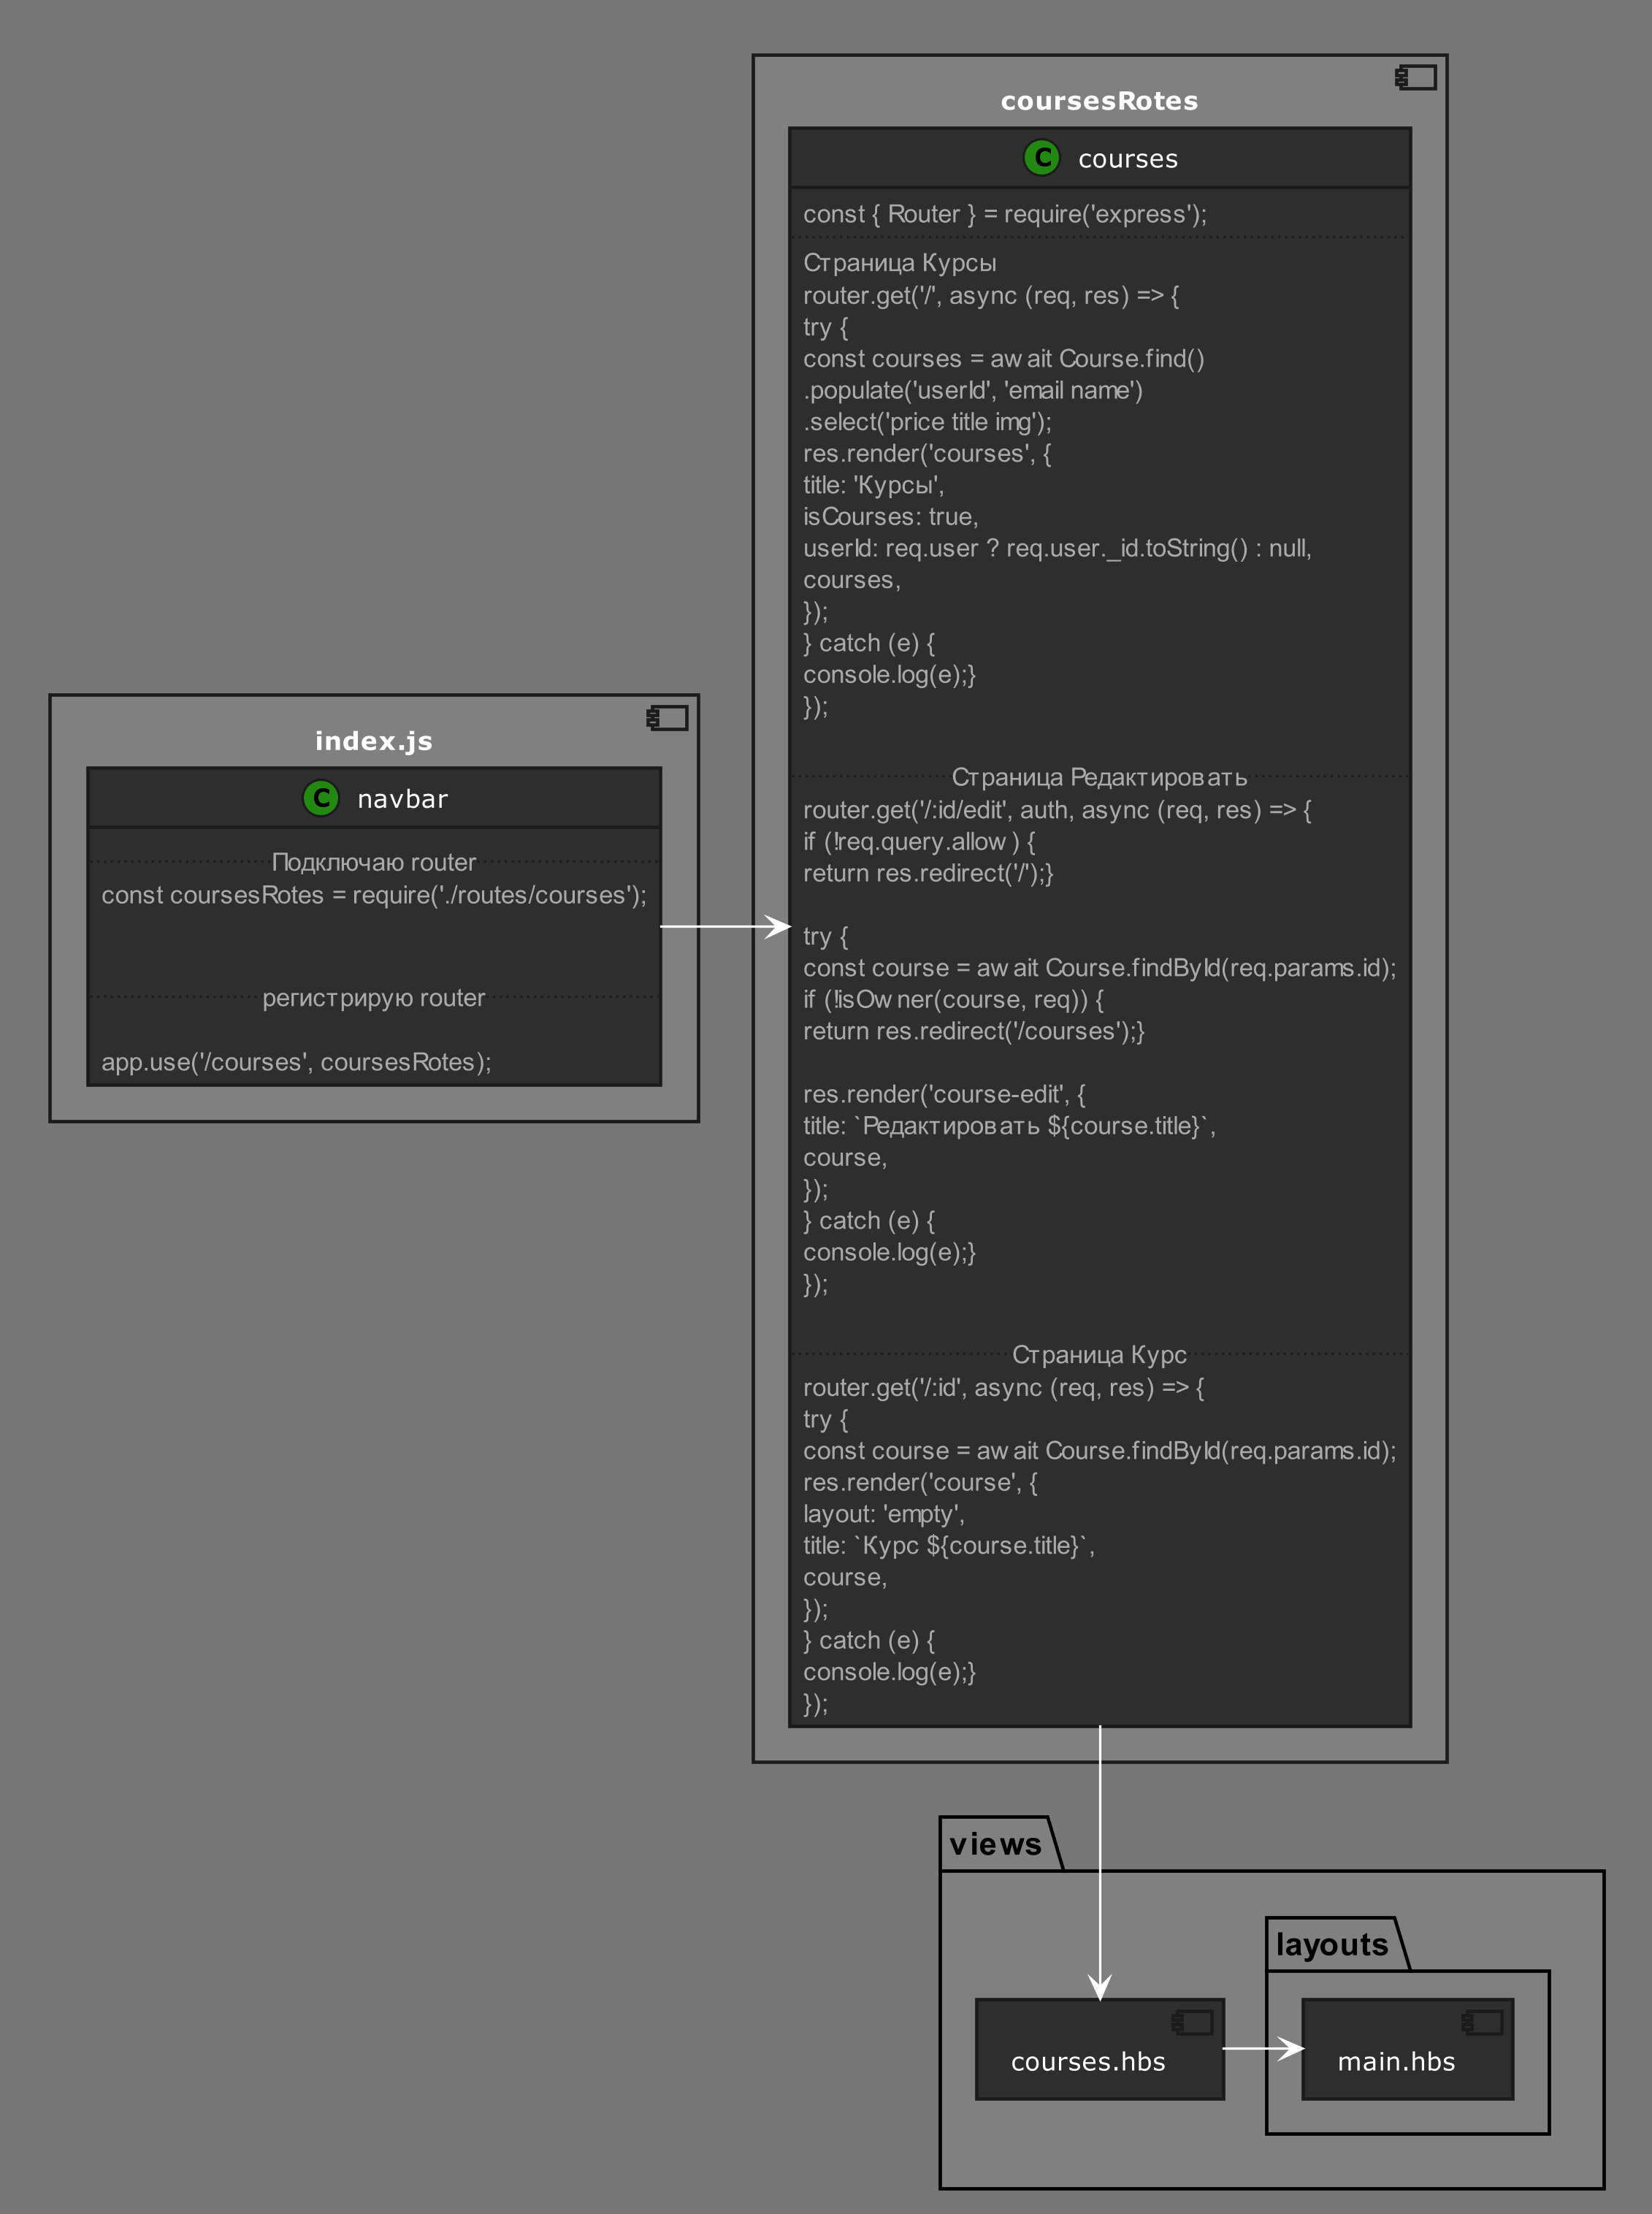 coursesRotes
C courses
const { Router } = require('express');
Страница Курсы
router.get('/', async (req, res) => {
try {
const courses = await Course.find()
.populate('userId', 'email name')
.select('price title img');
res.render('courses', {
title: 'Курсы',
isCourses: true,
userId: req.user ? req.user._id.toString() : null,
courses,
});
} catch (e) {
console.log(e);}
});
Страница Редактировать
router.get('/:id/edit', auth, async (req, res) => {
if (!req.query.allow) {
return res.redirect('/');}
try {
const course = await Course.findById(req.params.id);
if (!isOwner(course, req)) {
return res.redirect('/courses');}
res.render('course-edit', {
title: `Редактировать ${course.title}`,
course,
});
} catch (e) {
console.log(e);}
});
Страница Курс
router.get('/:id', async (req, res) => {
try {
const course = await Course.findById(req.params.id);
res.render('course', {
layout: 'empty',
title: `Курс ${course.title}`,
course,
});
} catch (e) {
console.log(e);}
});
index.js
C navbar
Подключаю router
const coursesRotes = require('./routes/courses');
регистрирую router
app.use('/courses', coursesRotes);
views
layouts
courses.hbs
main.hbs